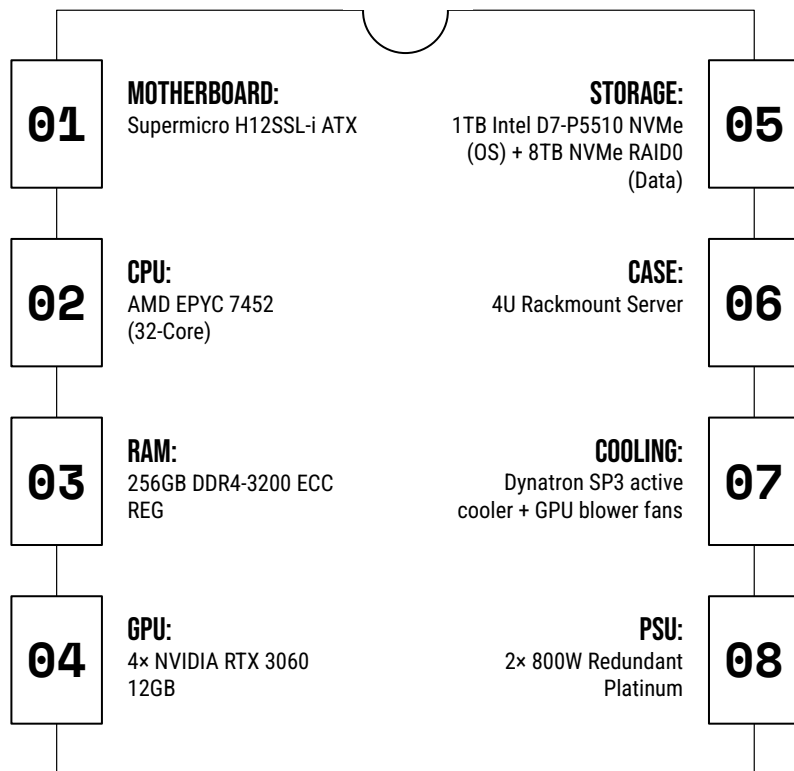 01
MOTHERBOARD:
Supermicro H12SSL-i ATX
02
CPU:
AMD EPYC 7452
(32-Core)
03
RAM:
256GB DDR4-3200 ECC
REG
04
GPU:
4× NVIDIA RTX 3060
12GB
05
STORAGE:
1TB Intel D7-P5510 NVMe
(OS) + 8TB NVMe RAID0
(Data)
06
CASE:
4U Rackmount Server
07
COOLING:
Dynatron SP3 active
cooler + GPU blower fans
08
PSU:
2× 800W Redundant
Platinum